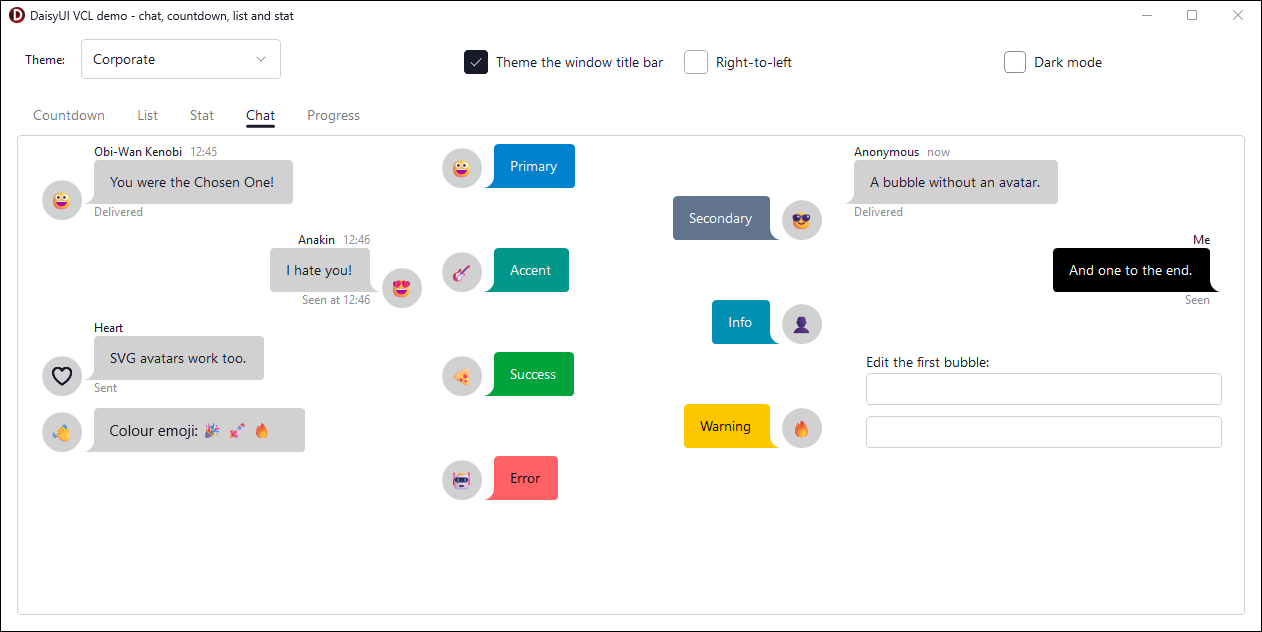 DaisyUI VCL demo - chat, countdown, list and stat
Theme: Corporate
Theme the window title bar
Right-to-left
Dark mode
Countdown List Stat Chat Progress
Obi-Wan Kenobi 12:45
You were the Chosen One!
Delivered
Anakin 12:46
I hate you!
Seen at 12:46
Heart
SVG avatars work too.
Sent
Colour emoji: 🎉 💞 🔥
Primary
Secondary
Accent
Info
Success
Warning
Error
Anonymous now
A bubble without an avatar.
Delivered
Me
And one to the end.
Seen
Edit the first bubble: